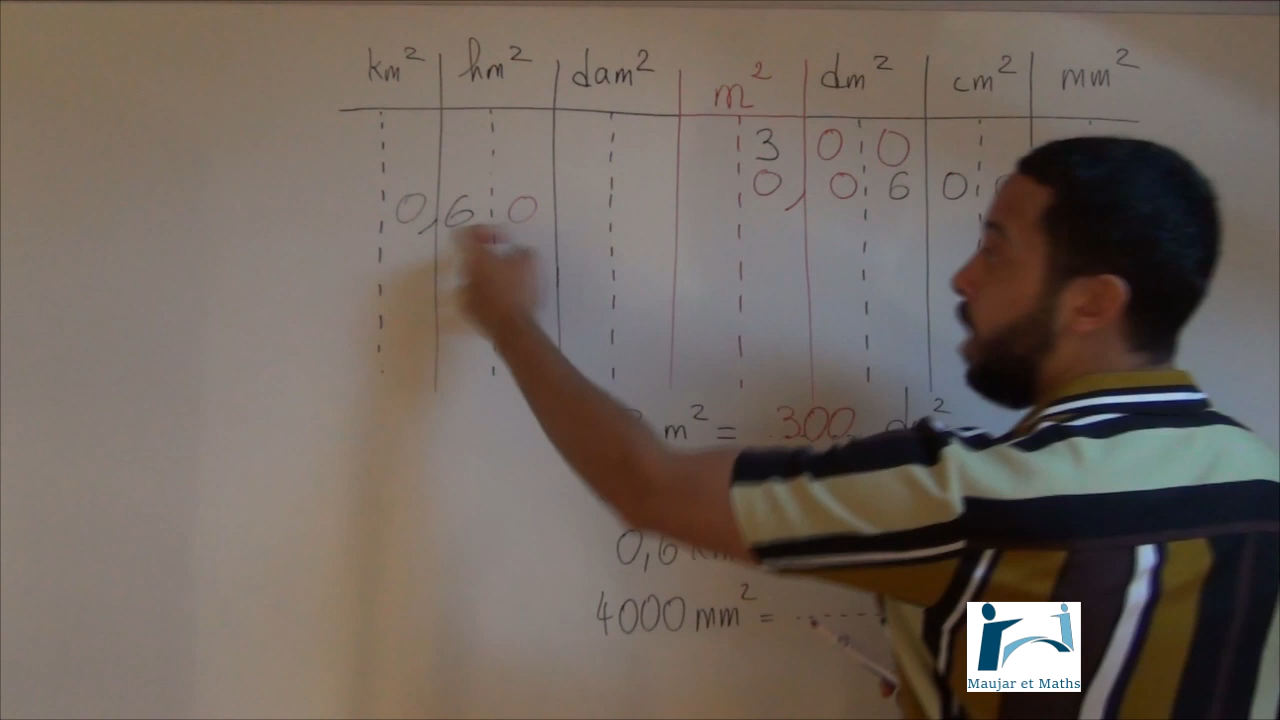 km² hm² dam² m² dm² cm² mm²
3 0 0
0, 0 6 0
0,6 0
m² = 300
0,6
4000 mm² =
Maujar et Maths